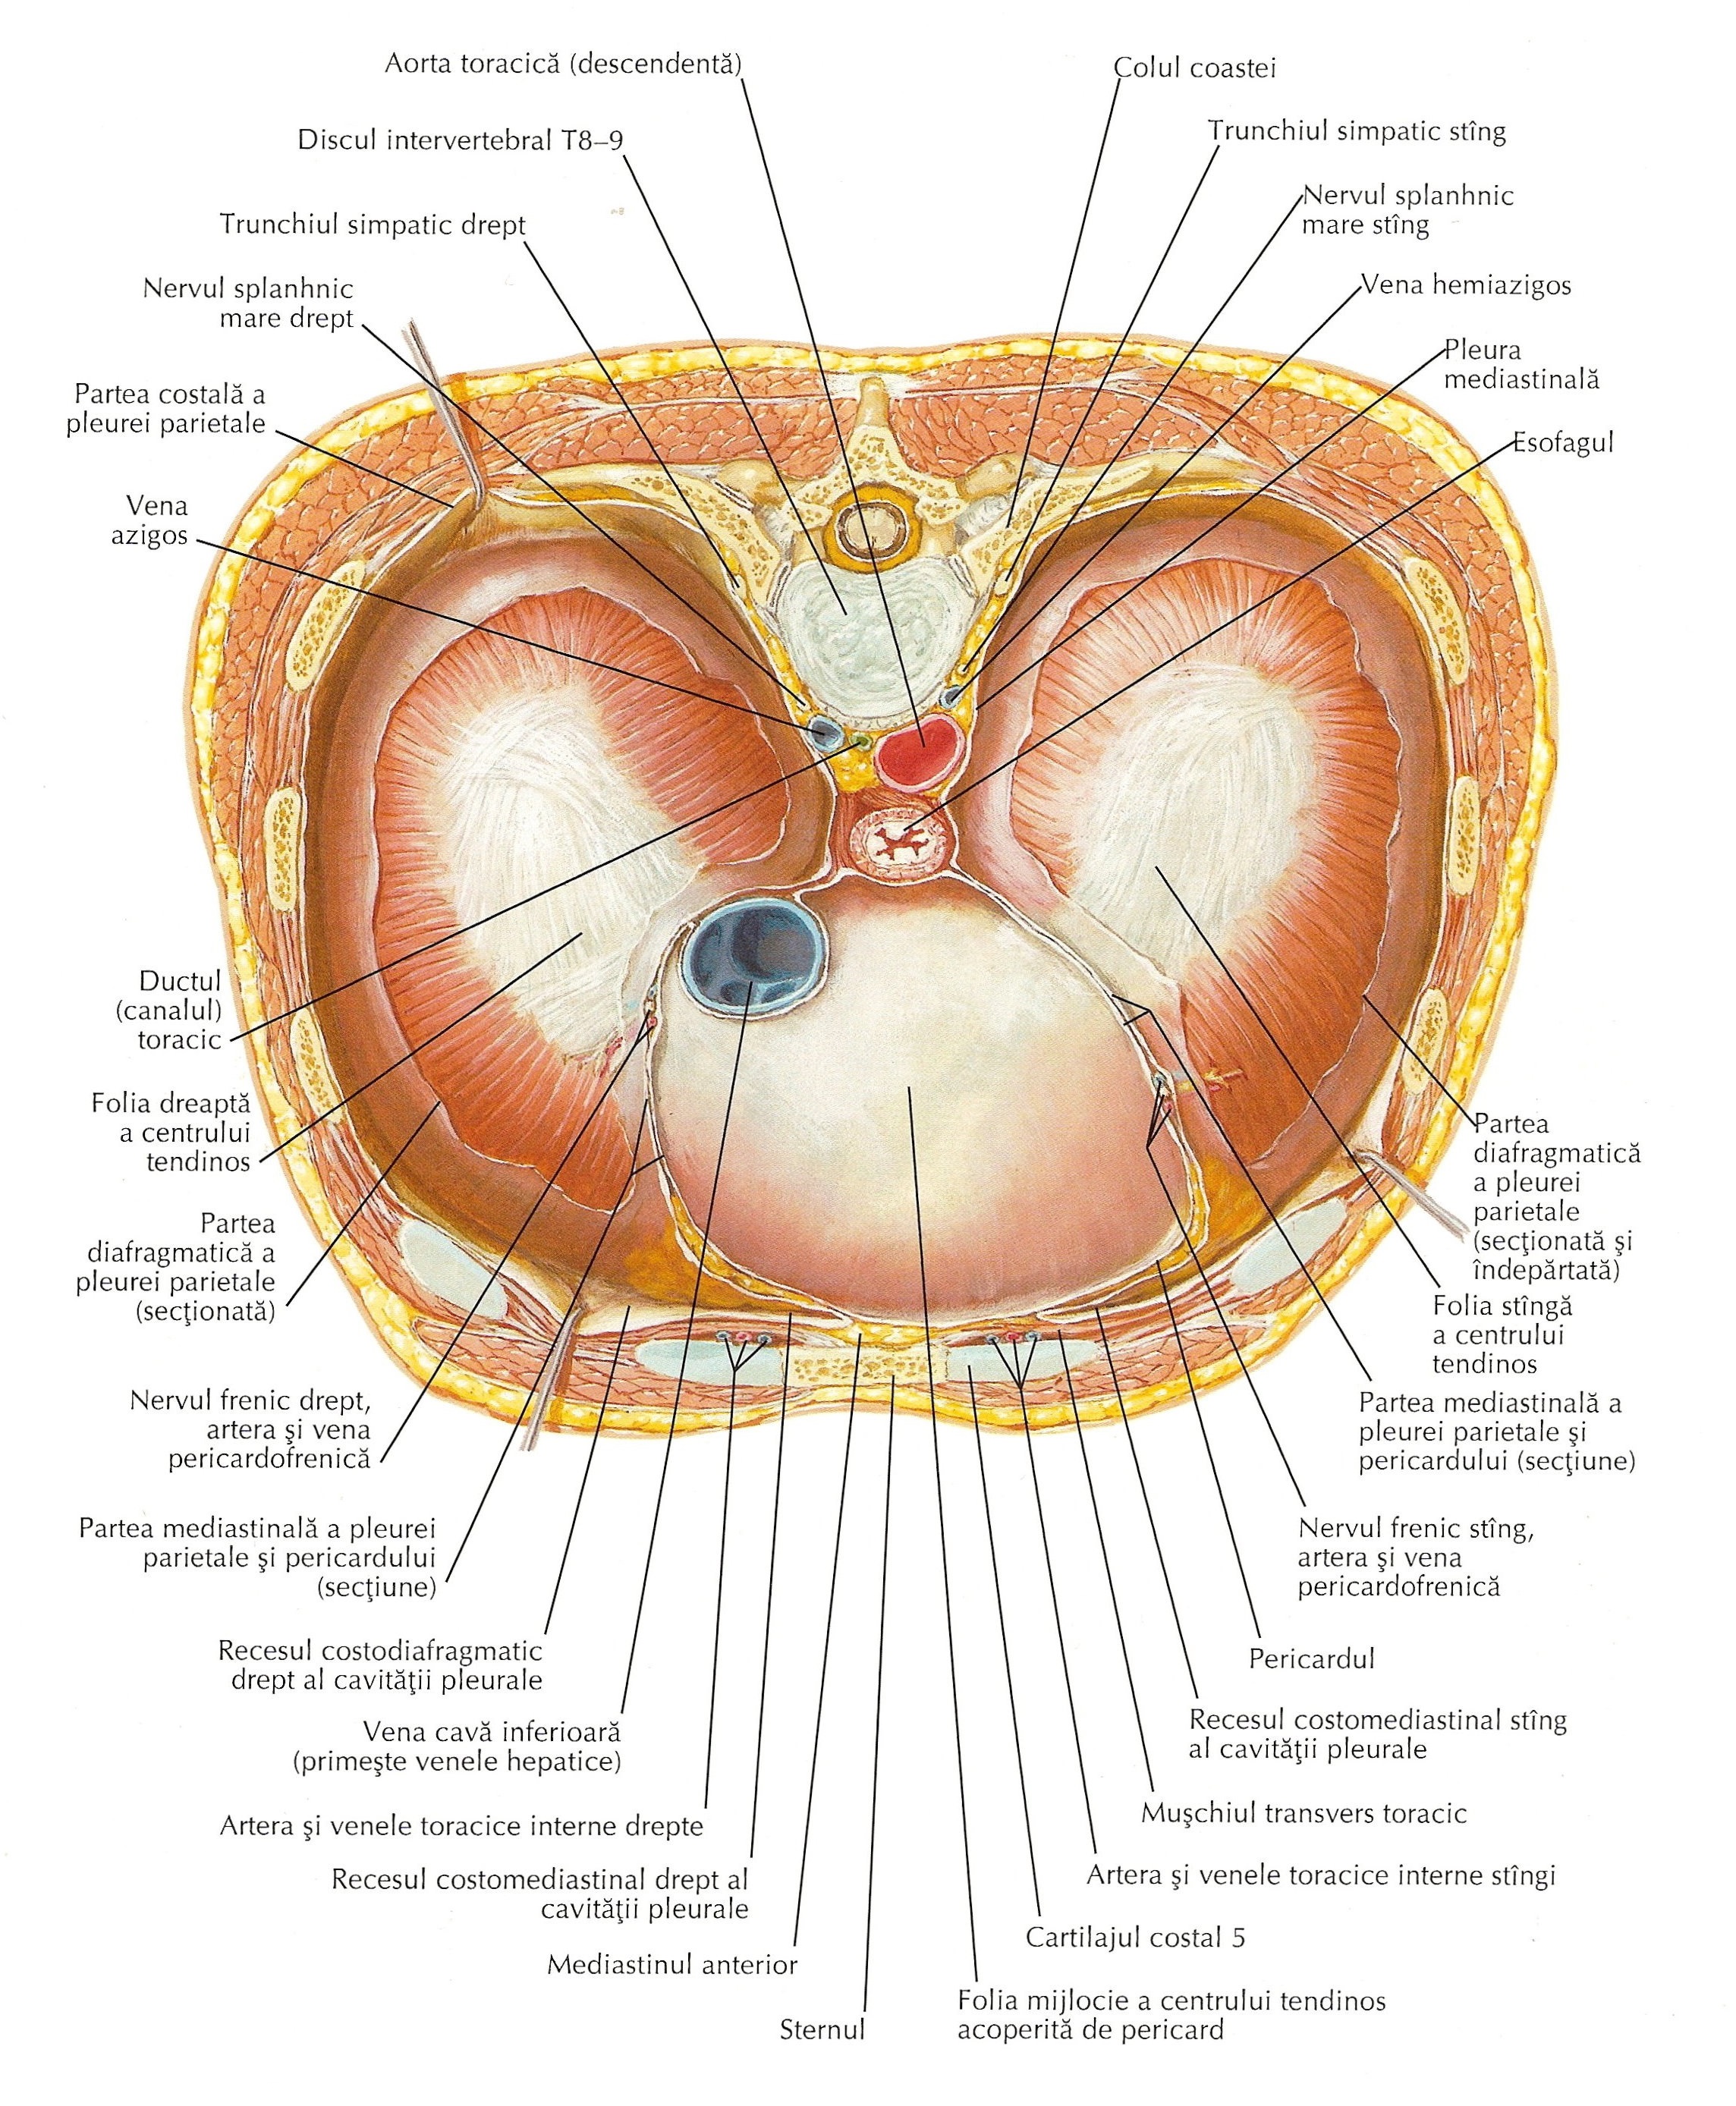 Aorta toracică (descendentă)
Discul intervertebral T8–9
Trunchiul simpatic drept
Nervul splanhnic
mare drept
Partea costală a
pleurei parietale
Vena
azigos
Ductul
(canalul)
toracic
Folia dreaptă
a centrului
tendinos
Partea
diafragmatică a
pleurei parietale
(secţionată)
Nervul frenic drept,
artera şi vena
pericardofrenică
Partea mediastinală a pleurei
parietale şi pericardului
(secţiune)
Recesul costodiafragmatic
drept al cavităţii pleurale
Vena cavă inferioară
(primeşte venele hepatice)
Artera şi venele toracice interne drepte
Recesul costomediastinal drept al
cavităţii pleurale
Mediastinul anterior
Sternul
Colul coastei
Trunchiul simpatic stîng
Nervul splanhnic
mare stîng
Vena hemiazigos
Pleura
mediastinală
Esofagul
Partea
diafragmatică
a pleurei
parietale
(secţionată şi
îndepărtată)
Folia stîngă
a centrului
tendinos
Partea mediastinală a
pleurei parietale şi
pericardului (secţiune)
Nervul frenic stîng,
artera şi vena
pericardofrenică
Pericardul
Recesul costomediastinal stîng
al cavităţii pleurale
Muşchiul transvers toracic
Artera şi venele toracice interne stîngi
Cartilajul costal 5
Folia mijlocie a centrului tendinos
acoperită de pericard